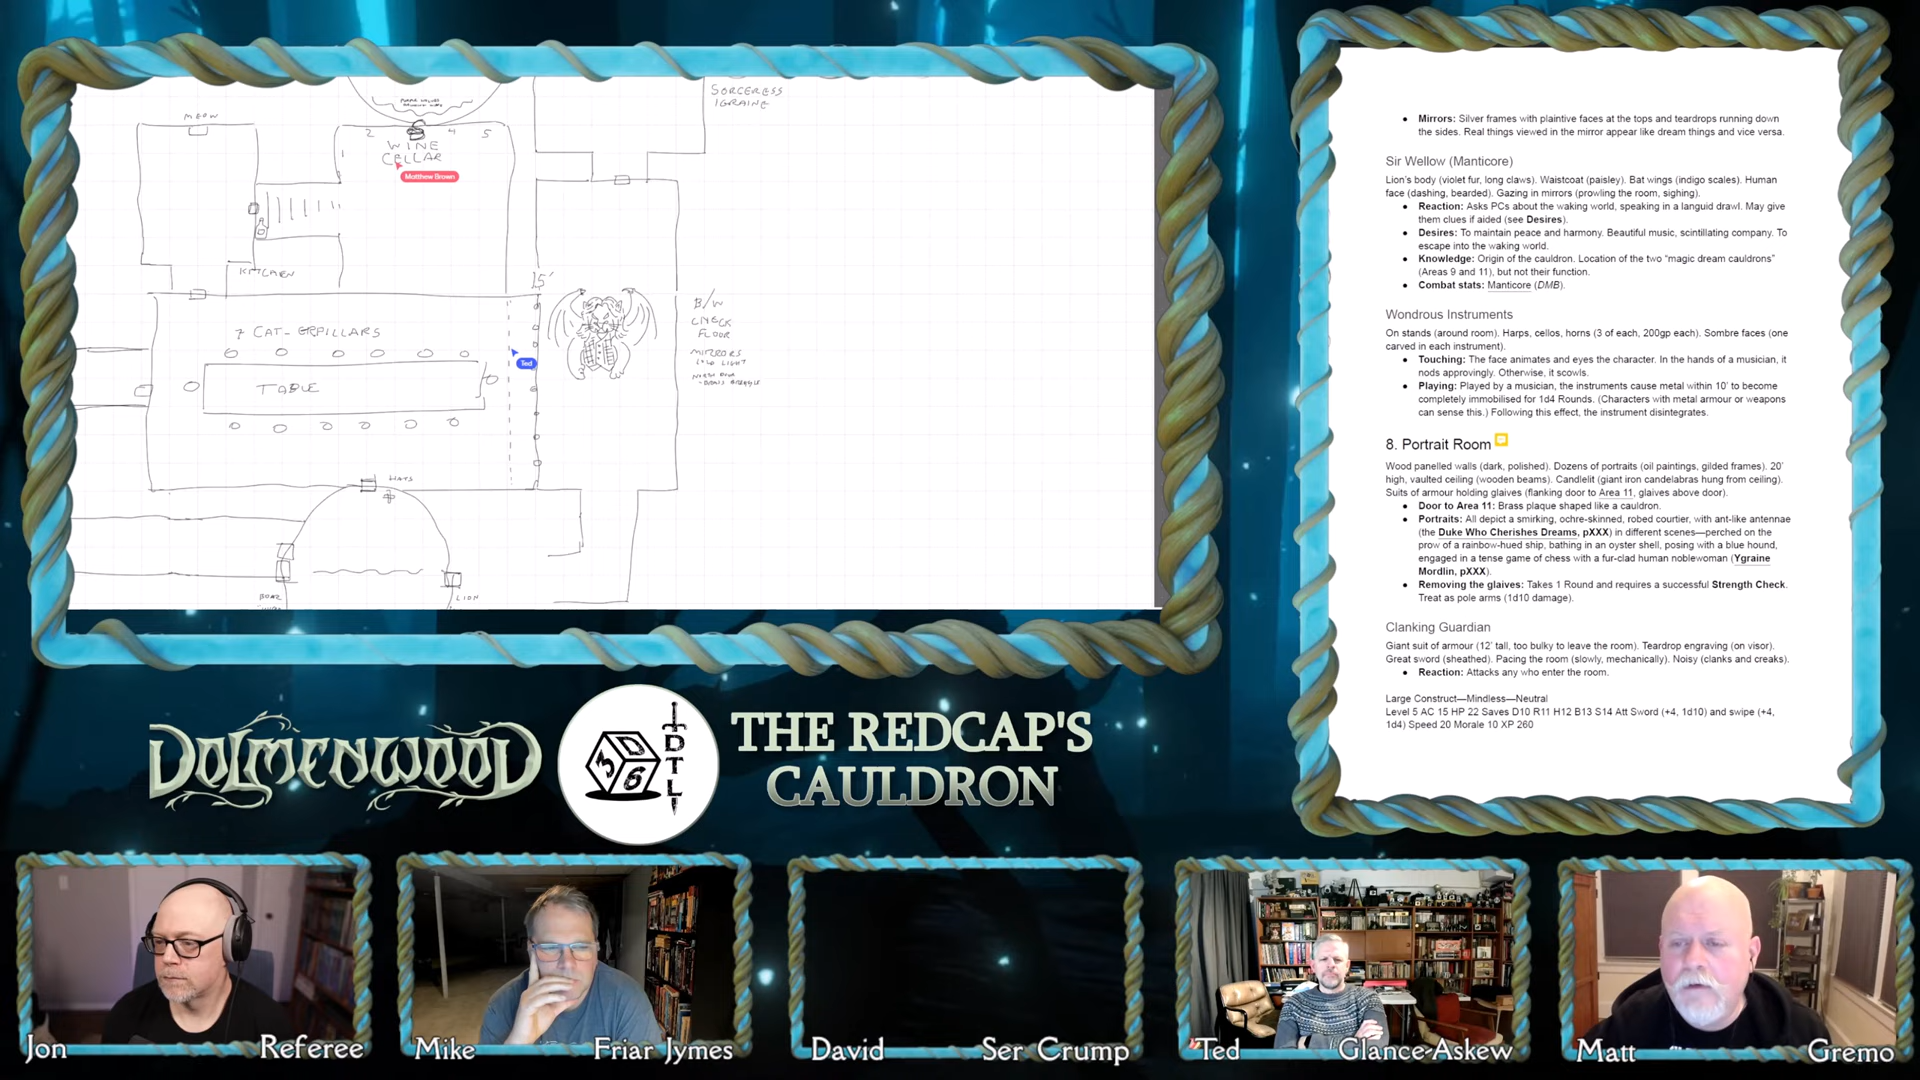 SORCERESS
IGRAINE
MEOW
2 4 5
1
WINE
CELLAR
Matthew Brown
KITCHEN
15'
7 CAT-ERPILLARS
TABLE
Ted
B/W
CHECK
FLOOR
MIRRORS
LOW LIGHT
HATS
BOAR
LION
Mirrors: Silver frames with plaintive faces at the tops and teardrops running down
the sides. Real things viewed in the mirror appear like dream things and vice versa.
Sir Wellow (Manticore)
Lion's body (violet fur, long claws). Waistcoat (paisley). Bat wings (indigo scales). Human
face (dashing, bearded). Gazing in mirrors (prowling the room, sighing).
Reaction: Asks PCs about the waking world, speaking in a languid drawl. May give
them clues if aided (see Desires).
Desires: To maintain peace and harmony. Beautiful music, scintillating company. To
escape into the waking world.
Knowledge: Origin of the cauldron. Location of the two "magic dream cauldrons"
(Areas 9 and 11), but not their function.
Combat stats: Manticore (DMB).
Wondrous Instruments
On stands (around room). Harps, cellos, horns (3 of each, 200gp each). Sombre faces (one
carved in each instrument).
Touching: The face animates and eyes the character. In the hands of a musician, it
nods approvingly. Otherwise, it scowls.
Playing: Played by a musician, the instruments cause metal within 10' to become
completely immobilised for 1d4 Rounds. (Characters with metal armour or weapons
can sense this.) Following this effect, the instrument disintegrates.
8. Portrait Room
Wood panelled walls (dark, polished). Dozens of portraits (oil paintings, gilded frames). 20'
high, vaulted ceiling (wooden beams). Candlelit (giant iron candelabras hung from ceiling).
Suits of armour holding glaives (flanking door to Area 11, glaives above door).
Door to Area 11: Brass plaque shaped like a cauldron.
Portraits: All depict a smirking, ochre-skinned, robed courtier, with ant-like antennae
(the Duke Who Cherishes Dreams, pXXX) in different scenes—perched on the
prow of a rainbow-hued ship, bathing in an oyster shell, posing with a blue hound,
engaged in a tense game of chess with a fur-clad human noblewoman (Ygraine
Mordlin, pXXX).
Removing the glaives: Takes 1 Round and requires a successful Strength Check.
Treat as pole arms (1d10 damage).
Clanking Guardian
Giant suit of armour (12' tall, too bulky to leave the room). Teardrop engraving (on visor).
Great sword (sheathed). Pacing the room (slowly, mechanically). Noisy (clanks and creaks).
Reaction: Attacks any who enter the room.
Large Construct—Mindless—Neutral
Level 5 AC 15 HP 22 Saves D10 R11 H12 B13 S14 Att Sword (+4, 1d10) and swipe (+4,
1d4) Speed 20 Morale 10 XP 260
DOLMENWOOD
3D6
DTL
THE REDCAP'S
CAULDRON
Jon Referee
Mike Friar Jymes
David Ser Crump
Ted Glance-Askew
Matt Gremo